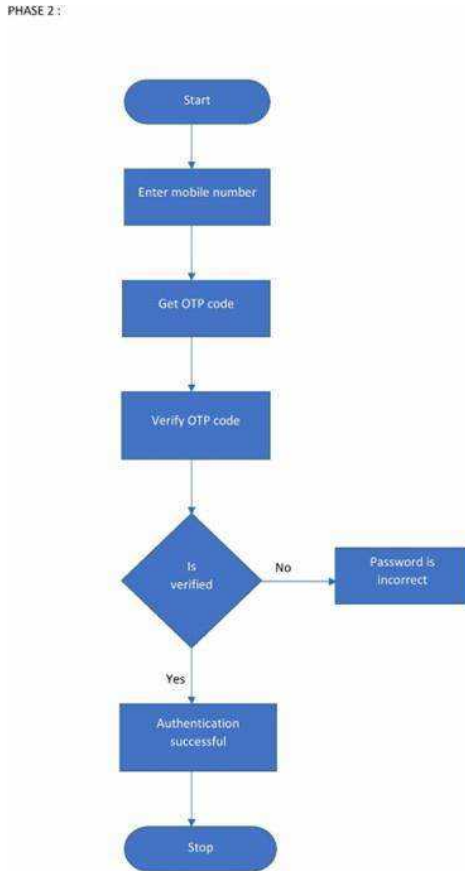 PHASE 2 :
Start
Enter mobile number
Get OTP code
Verify OTP code
Is
verified
No
Password is
incorrect
Yes
Authentication
successful
Stop